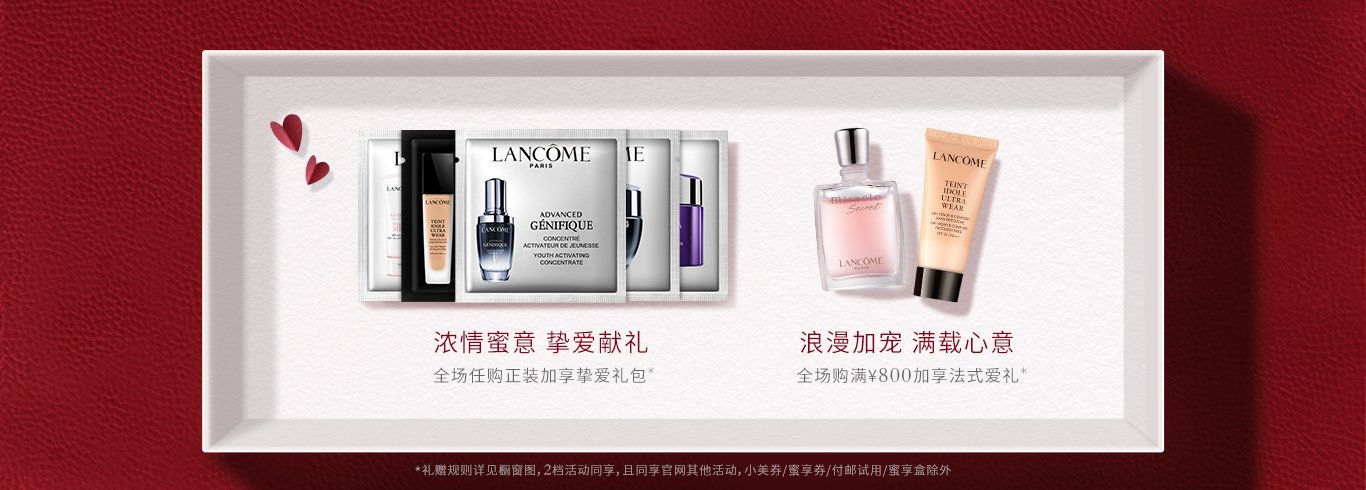 LANCÔME
PARIS
ADVANCED
GÉNIFIQUE
CONCENTRÉ
ACTIVATEUR DE JEUNESSE
YOUTH ACTIVATING
CONCENTRATE
LANCÔME
GÉNIFIQUE
LANCÔME
TEINT
IDOLE
ULTRA
WEAR
miracle
Secret
LANCÔME
PARIS
LANCÔME
TEINT
IDOLE
ULTRA
WEAR
浓情蜜意 挚爱献礼
全场任购正装加享挚爱礼包*
浪漫加宠 满载心意
全场购满¥800加享法式爱礼*
*礼赠规则详见橱窗图, 2档活动同享, 且同享官网其他活动, 小美券/蜜享券/付邮试用/蜜享盒除外